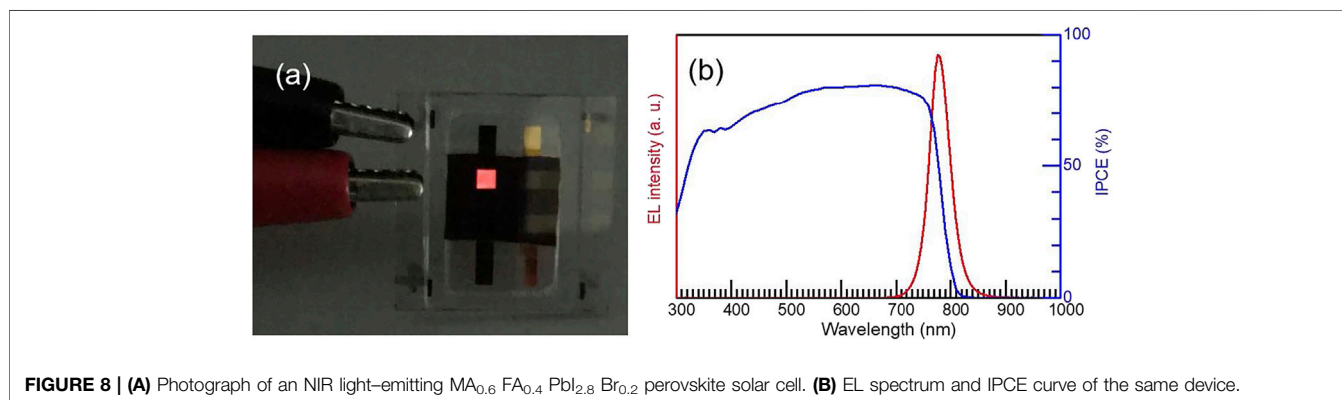 (a)
(b)
100
50
0
EL intensity (a. u.)
IPCE (%)
300 400 500 600 700 800 900 1000
Wavelength (nm)
FIGURE 8 | (A) Photograph of an NIR light–emitting MA0.6 FA0.4 PbI2.8 Br0.2 perovskite solar cell. (B) EL spectrum and IPCE curve of the same device.